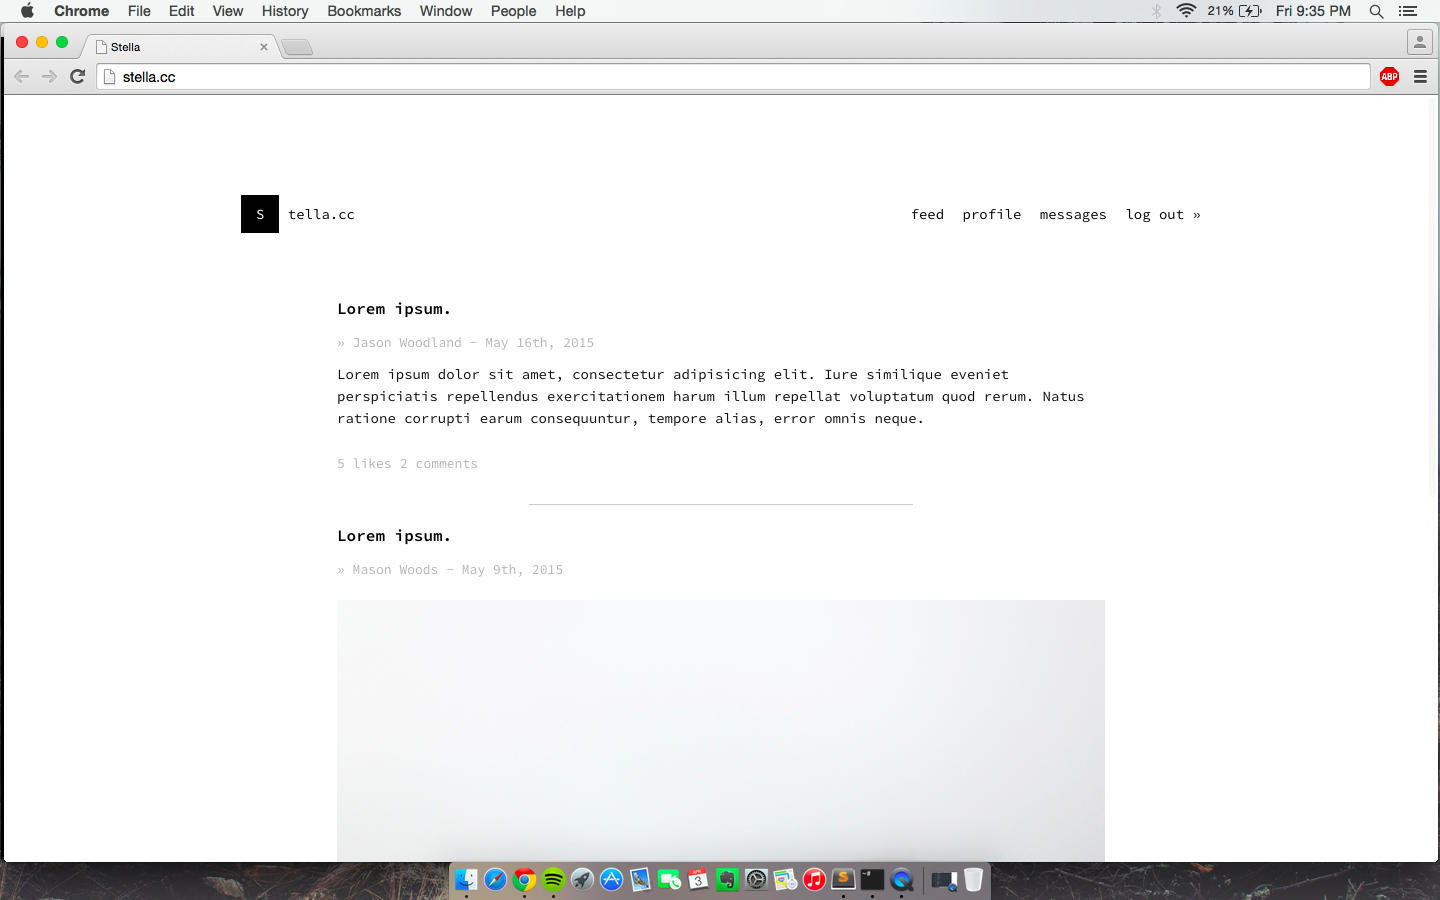 Chrome File Edit View History Bookmarks Window People Help 21% Fri 9:35 PM
Stella
stella.cc ABP
S tella.cc feed profile messages log out »
Lorem ipsum.
» Jason Woodland – May 16th, 2015
Lorem ipsum dolor sit amet, consectetur adipisicing elit. Iure similique eveniet
perspiciatis repellendus exercitationem harum illum repellat voluptatum quod rerum. Natus
ratione corrupti earum consequuntur, tempore alias, error omnis neque.
5 likes 2 comments
Lorem ipsum.
» Mason Woods – May 9th, 2015
3